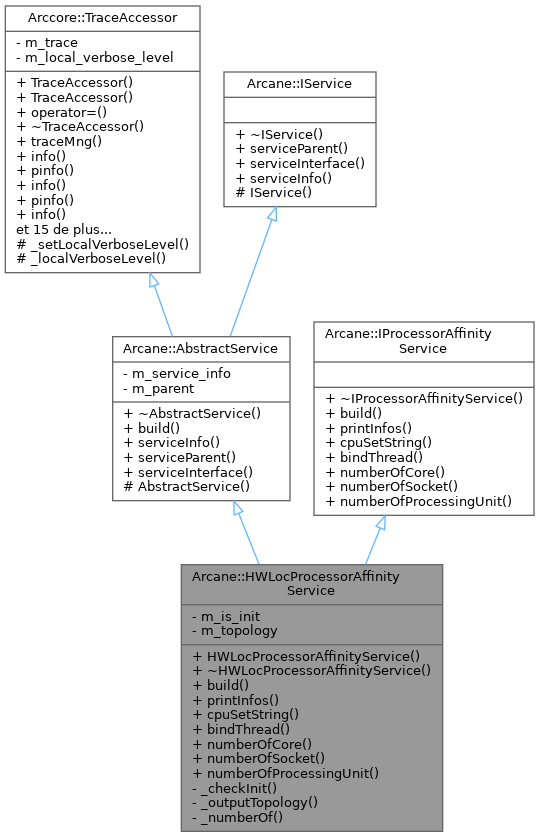 Arccore::TraceAccessor
- m_trace
- m_local_verbose_level
+ TraceAccessor()
+ TraceAccessor()
+ operator=()
+ ~TraceAccessor()
+ traceMng()
+ info()
+ pinfo()
+ info()
+ pinfo()
+ info()
et 15 de plus...
# _setLocalVerboseLevel()
# _localVerboseLevel()
Arcane::IService
+ ~IService()
+ serviceParent()
+ serviceInterface()
+ serviceInfo()
# IService()
Arcane::AbstractService
- m_service_info
- m_parent
+ ~AbstractService()
+ build()
+ serviceInfo()
+ serviceParent()
+ serviceInterface()
# AbstractService()
Arcane::IProcessorAffinity
Service
+ ~IProcessorAffinityService()
+ build()
+ printInfos()
+ cpuSetString()
+ bindThread()
+ numberOfCore()
+ numberOfSocket()
+ numberOfProcessingUnit()
Arcane::HWLocProcessorAffinity
Service
- m_is_init
- m_topology
+ HWLocProcessorAffinityService()
+ ~HWLocProcessorAffinityService()
+ build()
+ printInfos()
+ cpuSetString()
+ bindThread()
+ numberOfCore()
+ numberOfSocket()
+ numberOfProcessingUnit()
- _checkInit()
- _outputTopology()
- _numberOf()